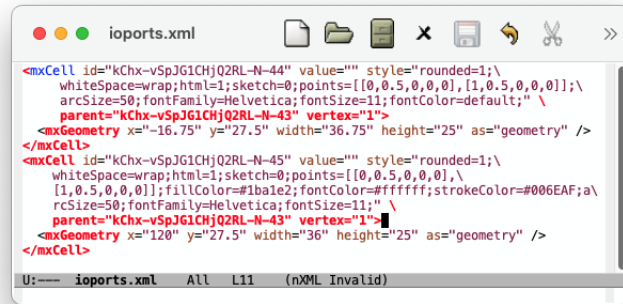 ioports.xml
<mxCell id="kChx-vSpJG1CHjQ2RL-N-44" value="" style="rounded=1;\
whiteSpace=wrap;html=1;sketch=0;points=[[0,0.5,0,0,0],[1,0.5,0,0,0]];\
arcSize=50;fontFamily=Helvetica;fontSize=11;fontColor=default;" \
parent="kChx-vSpJG1CHjQ2RL-N-43" vertex="1">
<mxGeometry x="-16.75" y="27.5" width="36.75" height="25" as="geometry" />
</mxCell>
<mxCell id="kChx-vSpJG1CHjQ2RL-N-45" value="" style="rounded=1;\
whiteSpace=wrap;html=1;sketch=0;points=[[0,0.5,0,0,0],\
[1,0.5,0,0,0]];fillColor=#1ba1e2;fontColor=#ffffff;strokeColor=#006EAF;a\
rcSize=50;fontFamily=Helvetica;fontSize=11;" \
parent="kChx-vSpJG1CHjQ2RL-N-43" vertex="1">
<mxGeometry x="120" y="27.5" width="36" height="25" as="geometry" />
</mxCell>
U:--- ioports.xml All L11 (nXML Invalid)